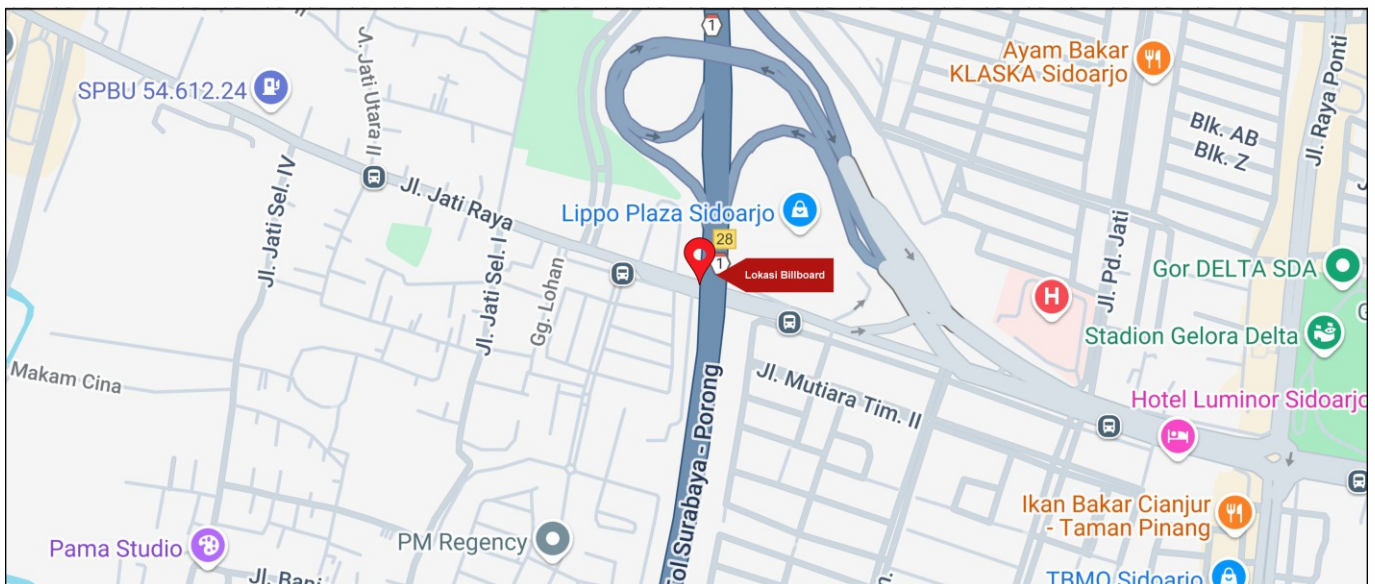 1
Ayam Bakar
KLASKA Sidoarjo
SPBU 54.612.24
Jl. Jati Utara II
Jl. Raya Ponti
Blk. AB
Blk. Z
Jl. Jati Sel. IV
Jl. Jati Raya
Lippo Plaza Sidoarjo
28
1
Lokasi Billboard
Jl. Jati Sel. I
Gg. Lohan
Jl. Pd. Jati
H
Gor DELTA SDA
Stadion Gelora Delta
Makam Cina
Jl. Mutiara Tim. II
Hotel Luminor Sidoarjo
Tol Surabaya - Porong
Ikan Bakar Cianjur
- Taman Pinang
PM Regency
Pama Studio
TBMO Sidoarjo